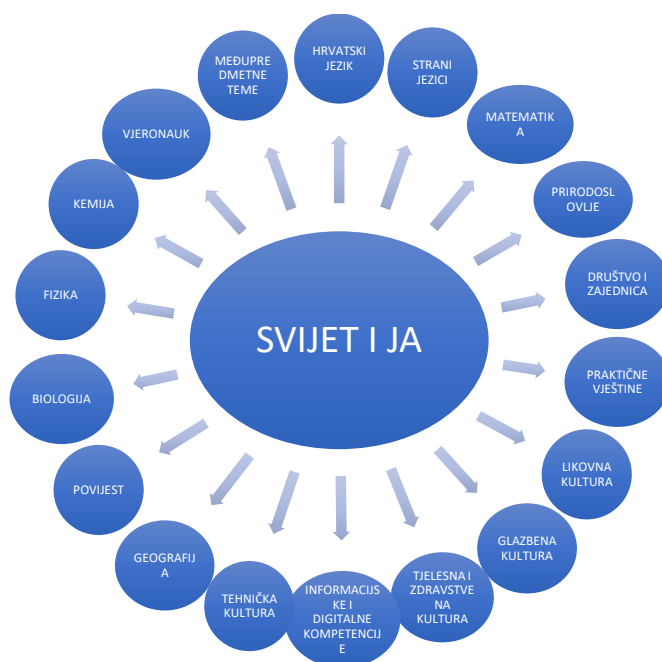 HRVATSKI
JEZIK
STRANI
JEZICI
MATEMATIK
A
PRIRODOSL
OVLJE
DRUŠTVO I
ZAJEDNICA
PRAKTIČNE
VJEŠTINE
LIKOVNA
KULTURA
GLAZBENA
KULTURA
TJELESNA I
ZDRAVSTVE
NA KULTURA
INFORMACIJS
KE I
DIGITALNE
KOMPETENCIJ
E
TEHNIČKA
KULTURA
GEOGRAFIJ
A
POVIJEST
BIOLOGIJA
FIZIKA
KEMIJA
VJERONAUK
MEĐUPRE
DMETNE
TEME
SVIJET I JA